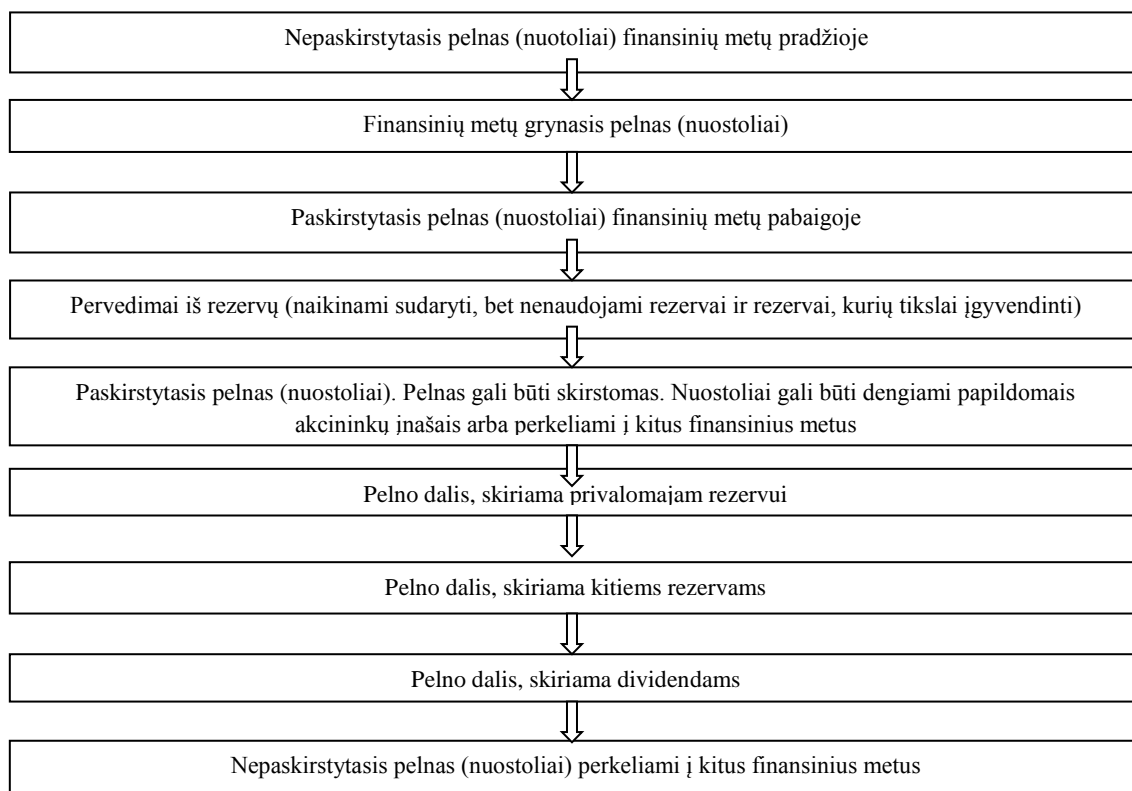 Nepaskirstytasis pelnas (nuotoliai) finansinių metų pradžioje
Finansinių metų grynasis pelnas (nuostoliai)
Paskirstytasis pelnas (nuostoliai) finansinių metų pabaigoje
Pervedimai iš rezervų (naikinami sudaryti, bet nenaudojami rezervai ir rezervai, kurių tikslai įgyvendinti)
Paskirstytasis pelnas (nuostoliai). Pelnas gali būti skirstomas. Nuostoliai gali būti dengiami papildomais
akcininkų įnašais arba perkeliami į kitus finansinius metus
Pelno dalis, skiriama privalomajam rezervui
Pelno dalis, skiriama kitiems rezervams
Pelno dalis, skiriama dividendams
Nepaskirstytasis pelnas (nuostoliai) perkeliami į kitus finansinius metus